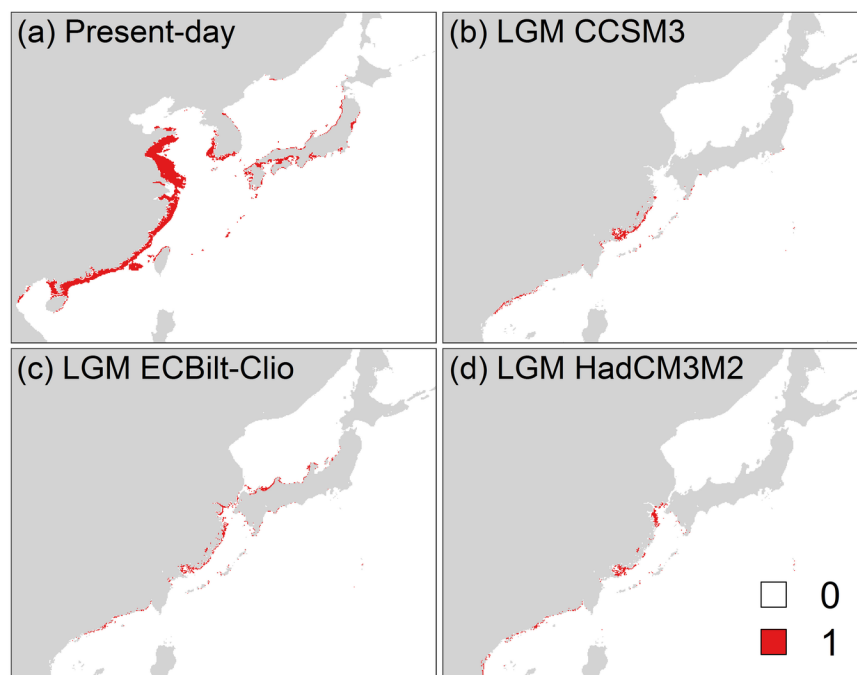 (a) Present-day
(b) LGM CCSM3
(c) LGM ECBilt-Clio
(d) LGM HadCM3M2
0
1